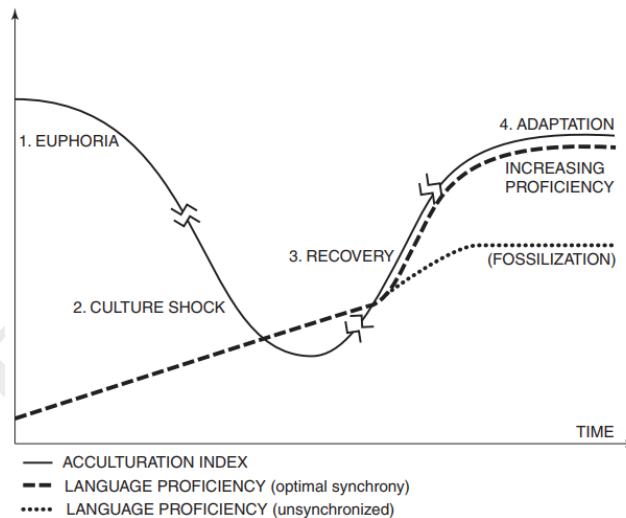 1. EUPHORIA
4. ADAPTATION
INCREASING
PROFICIENCY
3. RECOVERY
(FOSSILIZATION)
2. CULTURE SHOCK
TIME
ACCULTURATION INDEX
LANGUAGE PROFICIENCY (optimal synchrony)
LANGUAGE PROFICIENCY (unsynchronized)